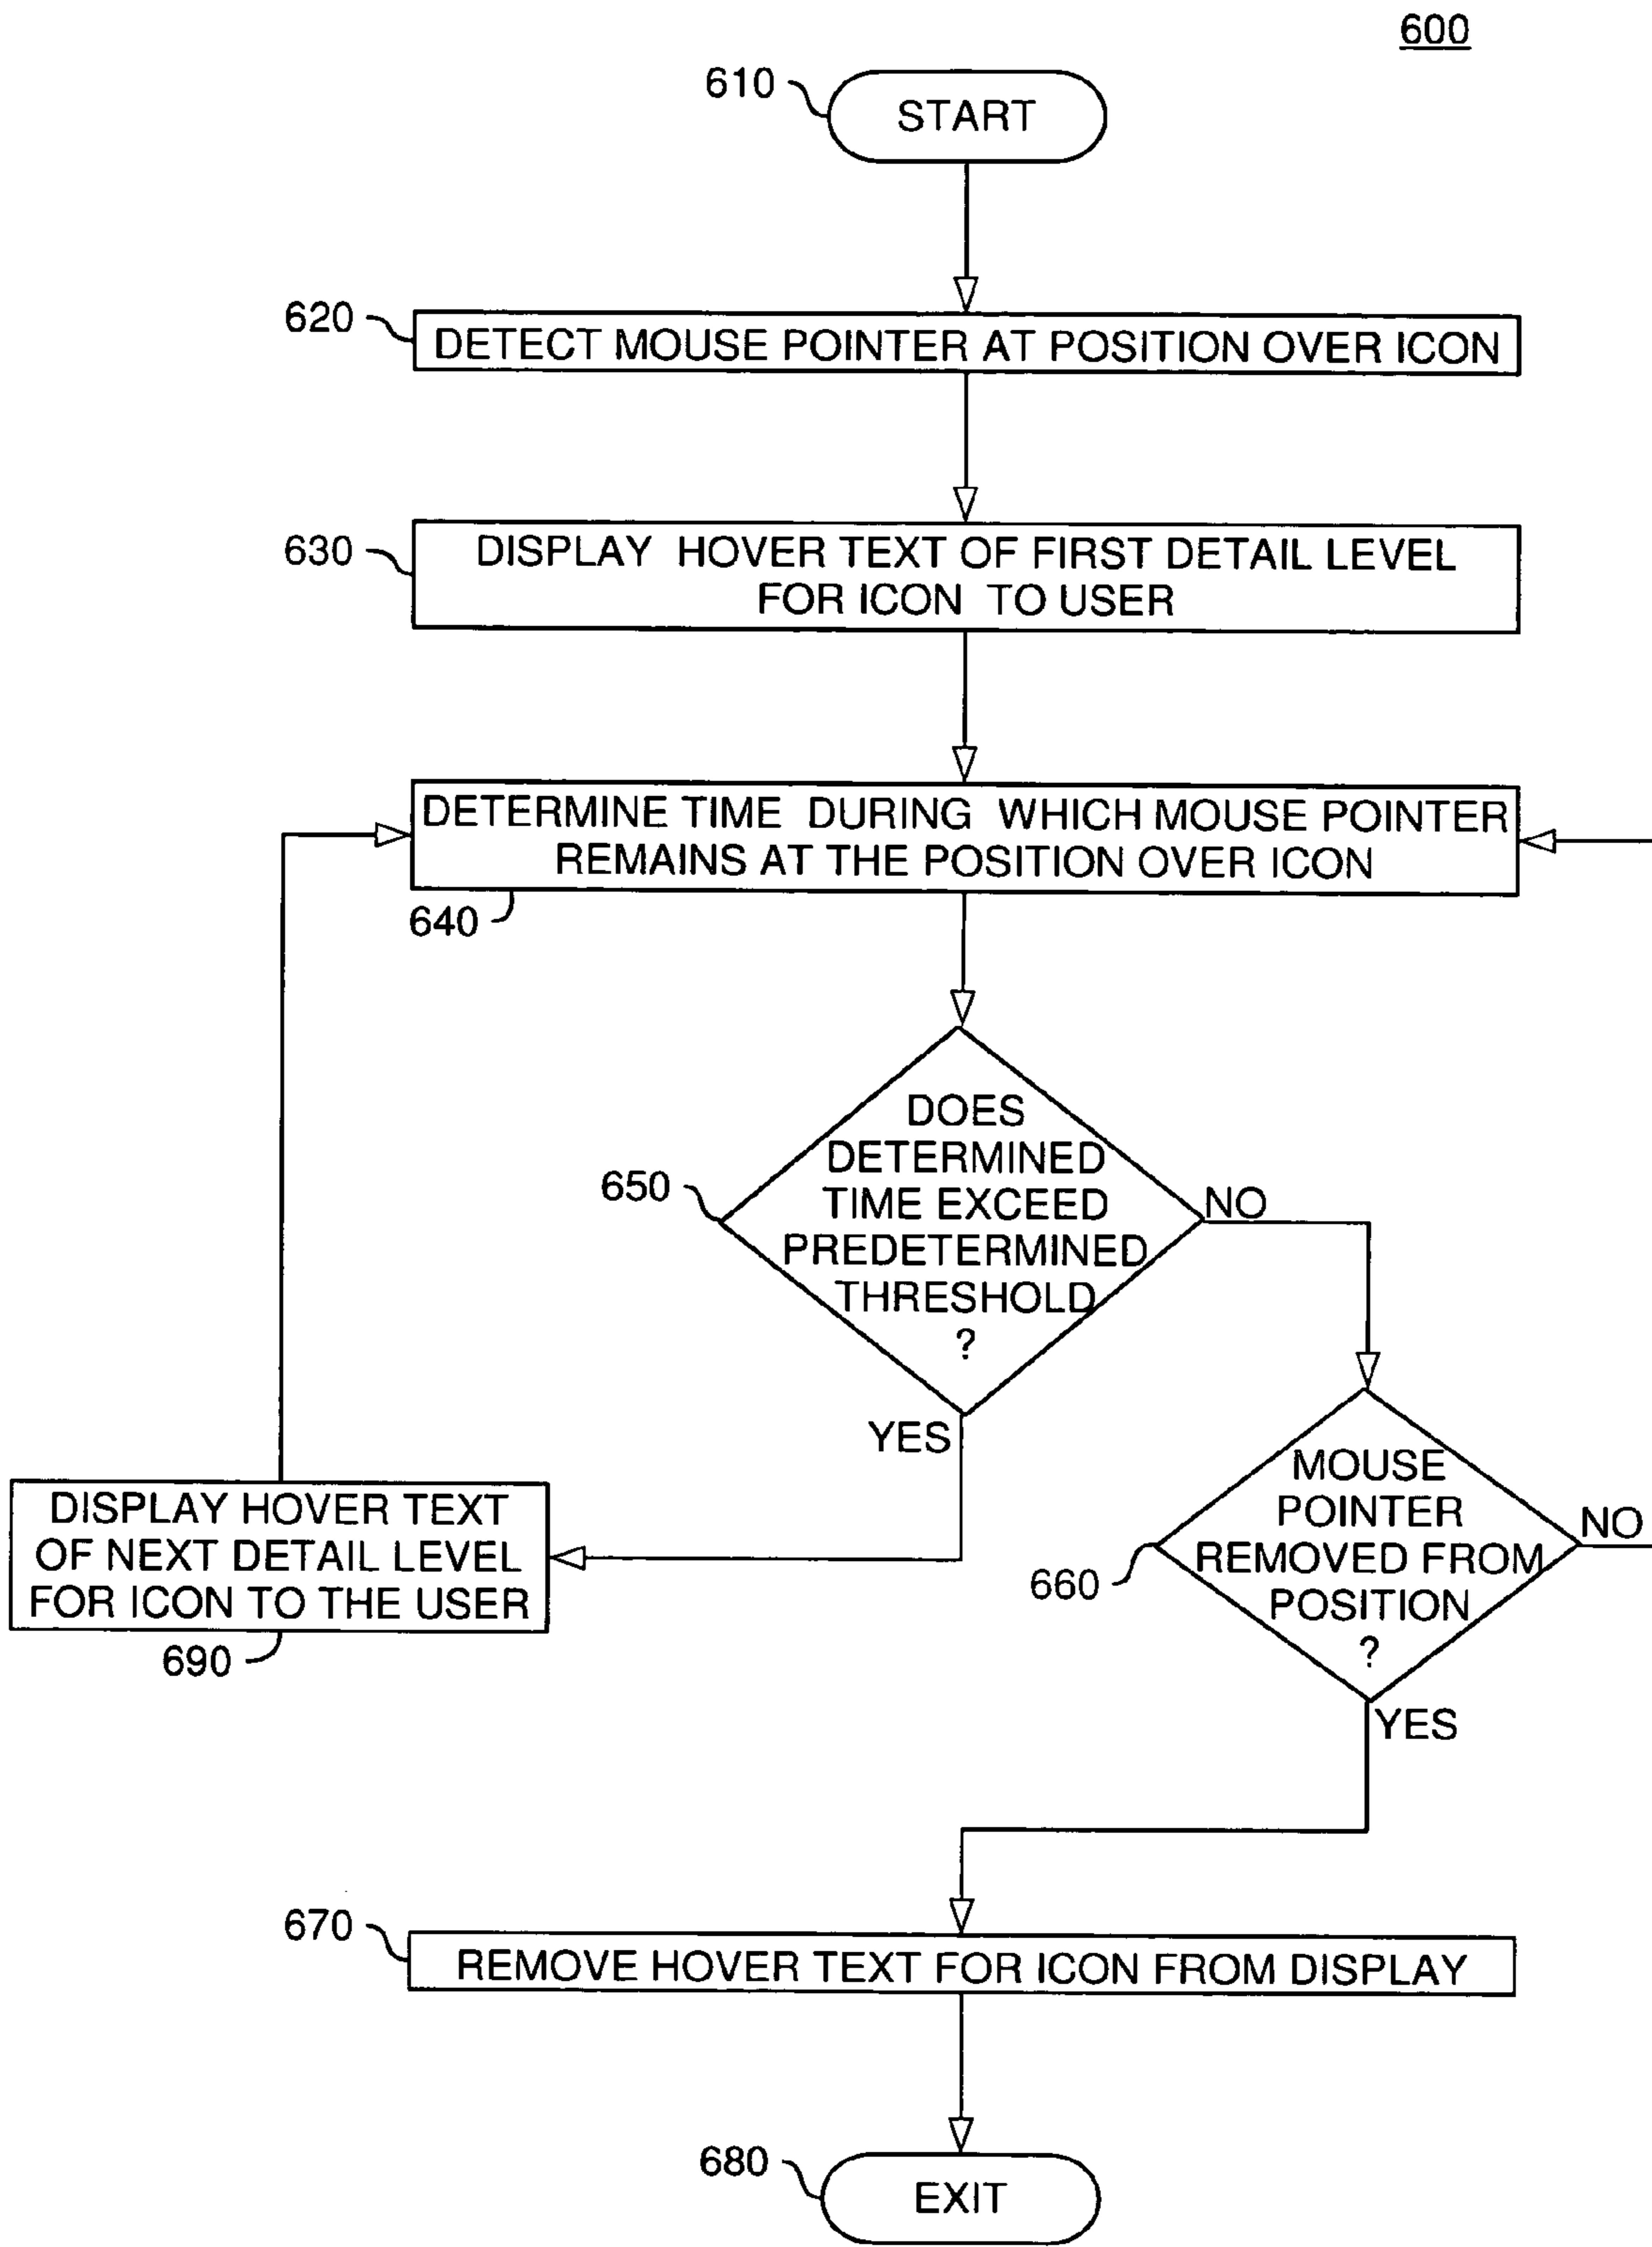 600
610
START
620
DETECT MOUSE POINTER AT POSITION OVER ICON
630
DISPLAY HOVER TEXT OF FIRST DETAIL LEVEL
FOR ICON TO USER
DETERMINE TIME DURING WHICH MOUSE POINTER
REMAINS AT THE POSITION OVER ICON
640
650
DOES
DETERMINED
TIME EXCEED
PREDETERMINED
THRESHOLD
?
NO
YES
DISPLAY HOVER TEXT
OF NEXT DETAIL LEVEL
FOR ICON TO THE USER
690
660
MOUSE
POINTER
REMOVED FROM
POSITION
?
NO
YES
670
REMOVE HOVER TEXT FOR ICON FROM DISPLAY
680
EXIT